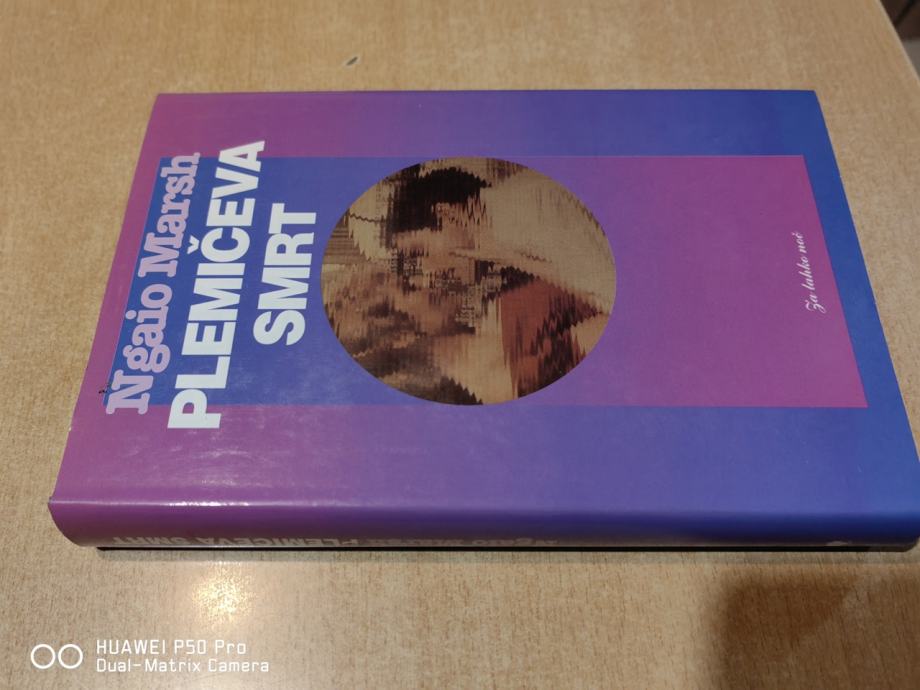 Ngaio Marsh
PLEMIČEVA
SMRT
Za lahko noč
Ngaio Marsh PLEMIČEVA SMRT
HUAWEI P50 Pro
Dual-Matrix Camera